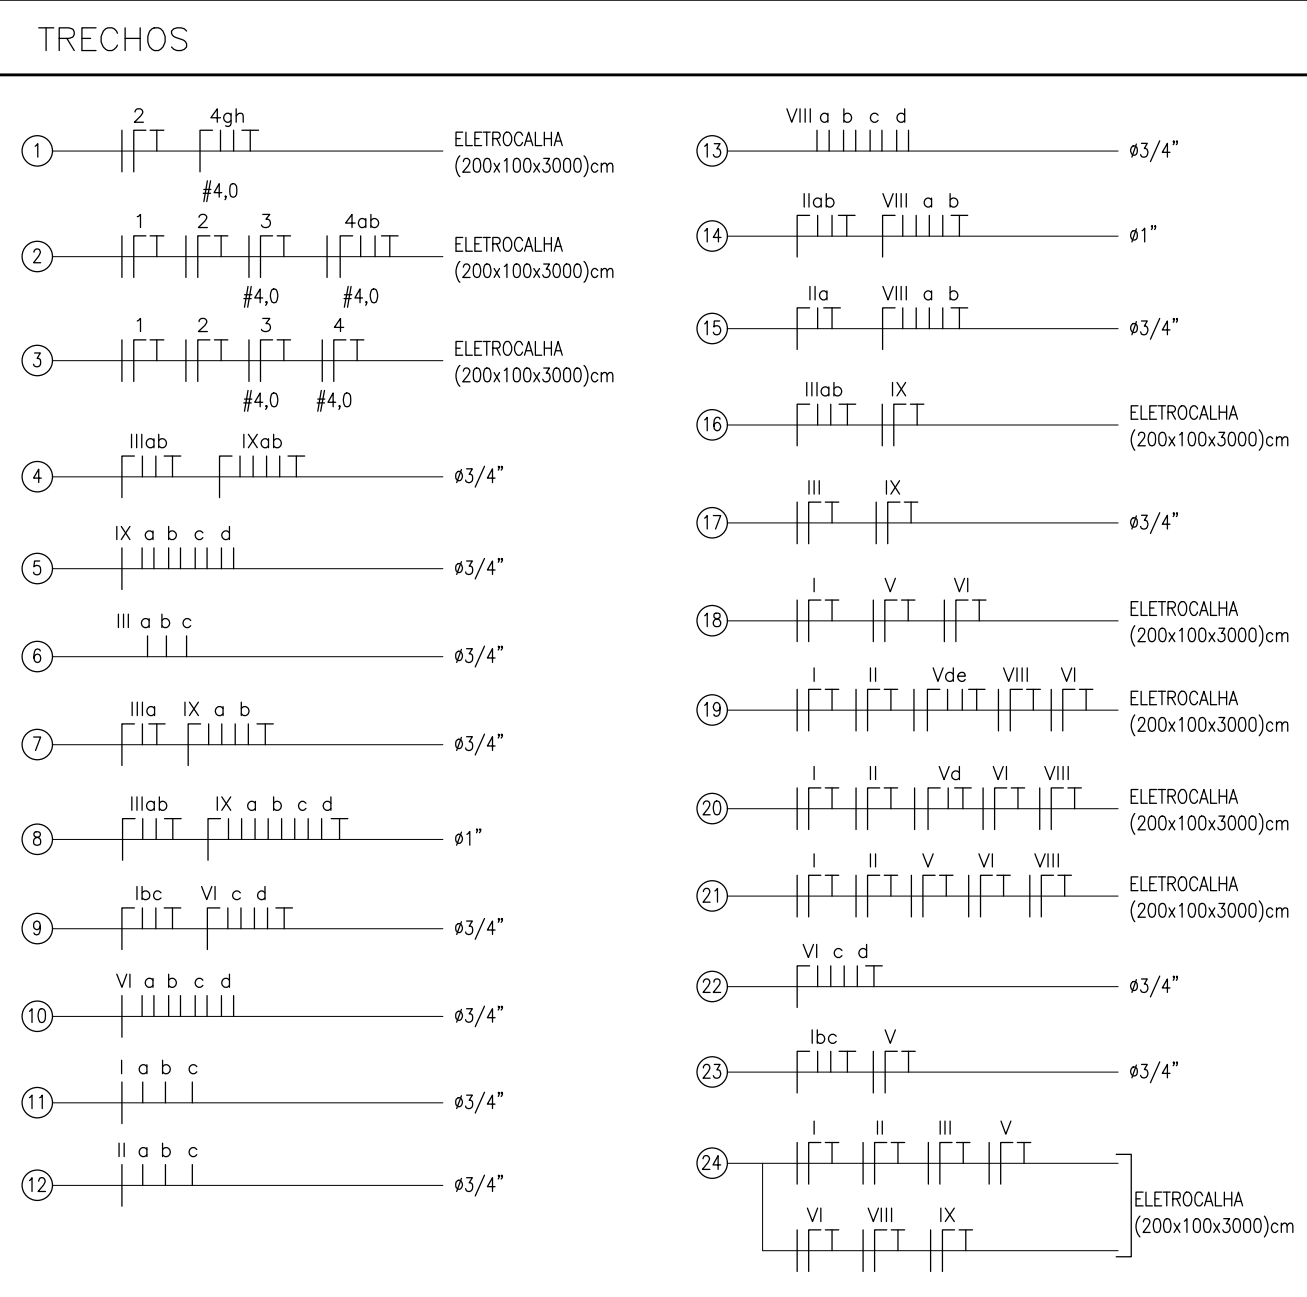 TRECHOS
2 4gh
1 ELETROCALHA
(200x100x3000)cm
#4,0
1 2 3 4ab
2 ELETROCALHA
(200x100x3000)cm
#4,0 #4,0
1 2 3 4
3 ELETROCALHA
(200x100x3000)cm
#4,0 #4,0
IIIab IXab
4 ø3/4”
IX a b c d
5 ø3/4”
III a b c
6 ø3/4”
IIIa IX a b
7 ø3/4”
IIIab IX a b c d
8 ø1”
Ibc VI c d
9 ø3/4”
VI a b c d
10 ø3/4”
I a b c
11 ø3/4”
II a b c
12 ø3/4”
VIII a b c d
13 ø3/4”
IIab VIII a b
14 ø1”
IIa VIII a b
15 ø3/4”
IIIab IX
16 ELETROCALHA
(200x100x3000)cm
III IX
17 ø3/4”
I V VI
18 ELETROCALHA
(200x100x3000)cm
I II Vde VIII VI
19 ELETROCALHA
(200x100x3000)cm
I II Vd VI VIII
20 ELETROCALHA
(200x100x3000)cm
I II V VI VIII
21 ELETROCALHA
(200x100x3000)cm
VI c d
22 ø3/4”
Ibc V
23 ø3/4”
I II III V
24
ELETROCALHA
(200x100x3000)cm
VI VIII IX